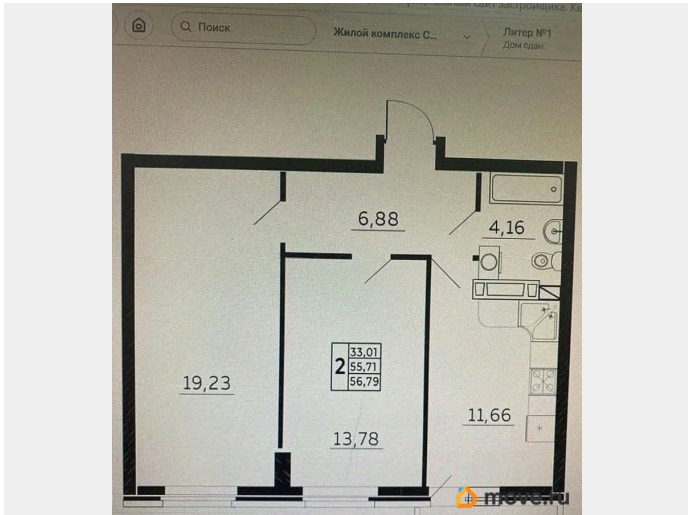 Поиск
Жилой комплекс С...
Литер №1
Дом сдан
6,88
4,16
19,23
2
33,01
55,71
56,79
13,78
11,66
move.ru